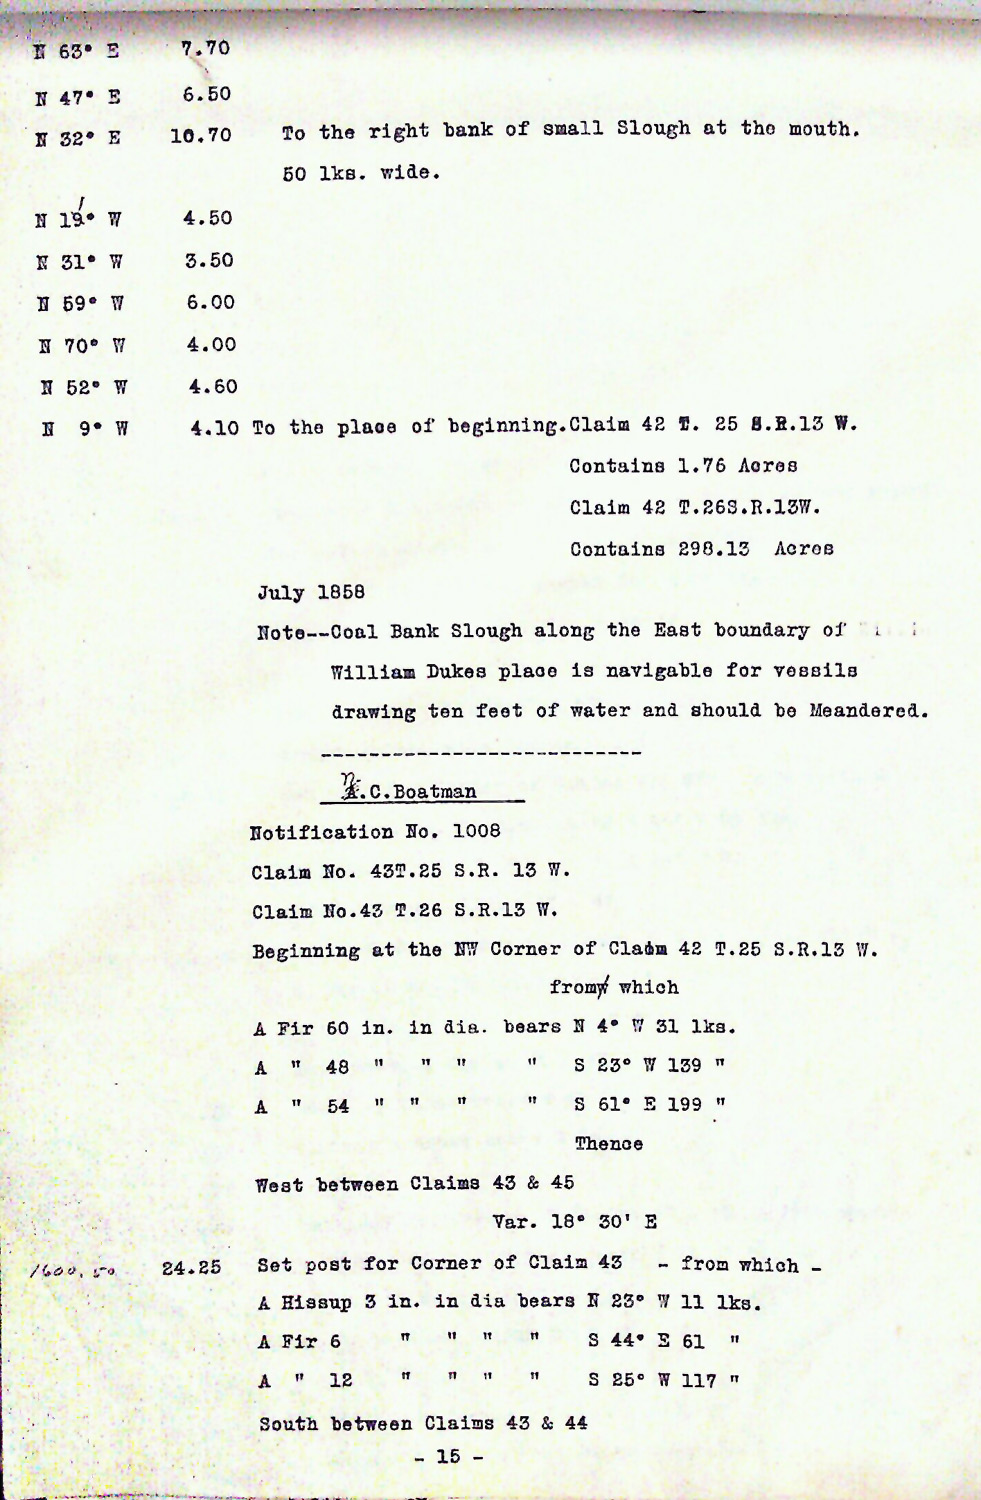 N 63° E 7.70
N 47° E 6.50
N 32° E 10.70 To the right bank of small Slough at the mouth.
50 lks. wide.
N 19° W 4.50
N 31° W 3.50
N 59° W 6.00
N 70° W 4.00
N 52° W 4.60
N 9° W 4.10 To the place of beginning.Claim 42 T. 25 S.R.13 W.
Contains 1.76 Acres
Claim 42 T.26S.R.13W.
Contains 298.13 Acres
July 1858
Note--Coal Bank Slough along the East boundary of
William Dukes place is navigable for vessils
drawing ten feet of water and should be Meandered.
---------------------------
N.C.Boatman
Notification No. 1008
Claim No. 43T.25 S.R. 13 W.
Claim No.43 T.26 S.R.13 W.
Beginning at the NW Corner of Claim 42 T.25 S.R.13 W.
from which
A Fir 60 in. in dia. bears N 4° W 31 lks.
A " 48 " " " " S 23° W 139 "
A " 54 " " " " S 61° E 199 "
Thence
West between Claims 43 & 45
Var. 18° 30' E
1600.50 24.25 Set post for Corner of Claim 43 - from which -
A Hissup 3 in. in dia bears N 23° W 11 lks.
A Fir 6 " " " " S 44° E 61 "
A " 12 " " " " S 25° W 117 "
South between Claims 43 & 44
- 15 -